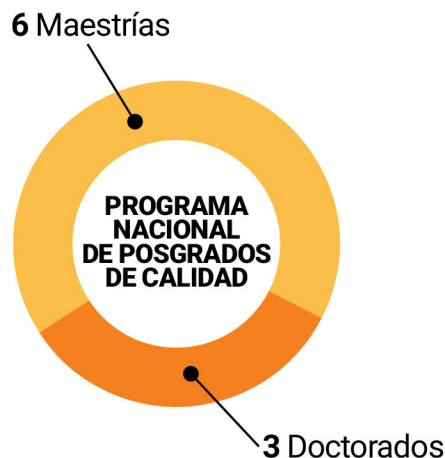 6 Maestrías
PROGRAMA
NACIONAL
DE POSGRADOS
DE CALIDAD
3 Doctorados